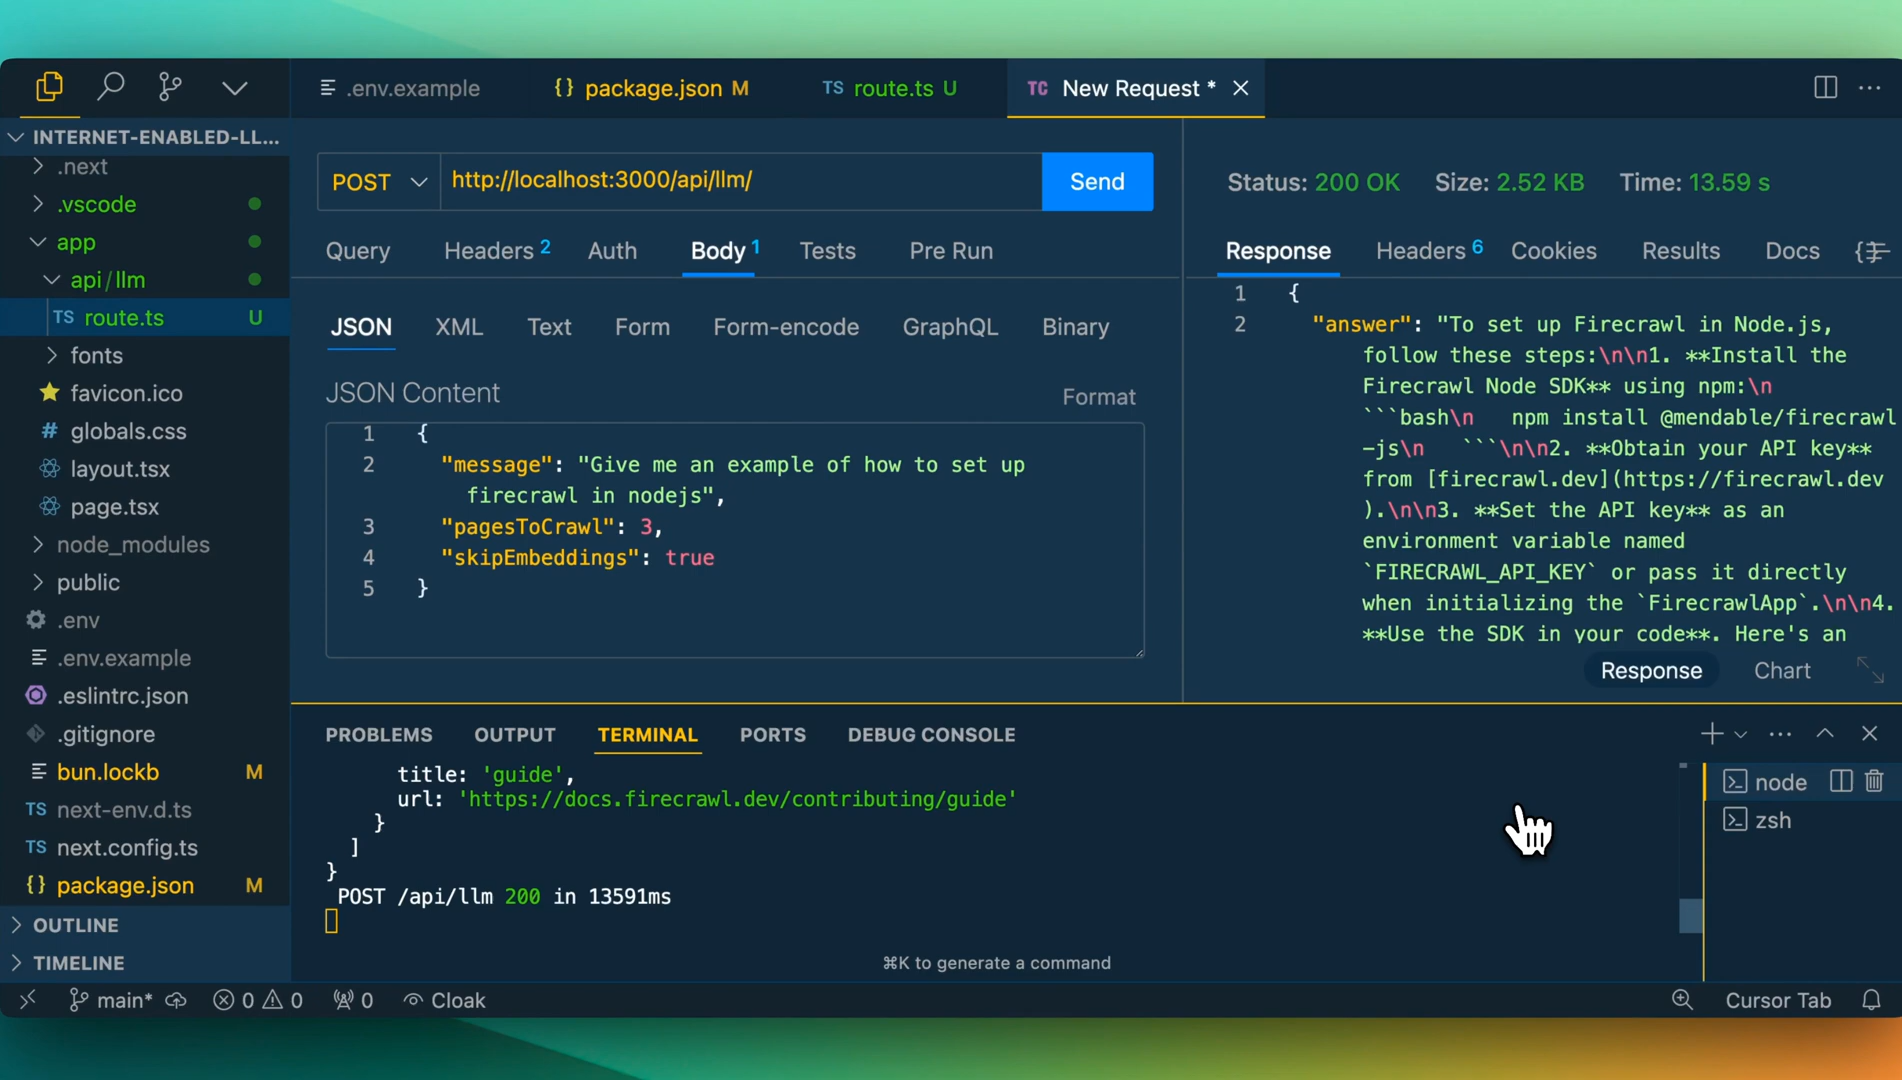 .env.example
{} package.json M
TS route.ts U
TC New Request *
INTERNET-ENABLED-LL...
.next
.vscode
app
api/llm
TS route.ts U
fonts
favicon.ico
# globals.css
layout.tsx
page.tsx
node_modules
public
.env
.env.example
.eslintrc.json
.gitignore
bun.lockb M
TS next-env.d.ts
TS next.config.ts
{} package.json M
OUTLINE
TIMELINE
POST
http://localhost:3000/api/llm/
Send
Query
Headers 2
Auth
Body 1
Tests
Pre Run
JSON
XML
Text
Form
Form-encode
GraphQL
Binary
JSON Content
Format
1 {
2 "message": "Give me an example of how to set up
firecrawl in nodejs",
3 "pagesToCrawl": 3,
4 "skipEmbeddings": true
5 }
Status: 200 OK
Size: 2.52 KB
Time: 13.59 s
Response
Headers 6
Cookies
Results
Docs
1 {
2 "answer": "To set up Firecrawl in Node.js,
follow these steps:\n\n1. **Install the
Firecrawl Node SDK** using npm:\n
```bash\n   npm install @mendable/firecrawl
-js\n   ```\n\n2. **Obtain your API key**
from [firecrawl.dev](https://firecrawl.dev
).\n\n3. **Set the API key** as an
environment variable named
`FIRECRAWL_API_KEY` or pass it directly
when initializing the `FirecrawlApp`.\n\n4.
**Use the SDK in your code**. Here's an
Response
Chart
PROBLEMS
OUTPUT
TERMINAL
PORTS
DEBUG CONSOLE
title: 'guide',
url: 'https://docs.firecrawl.dev/contributing/guide'
}
]
}
POST /api/llm 200 in 13591ms
⌘K to generate a command
node
zsh
main*
0
0
0
Cloak
Cursor Tab